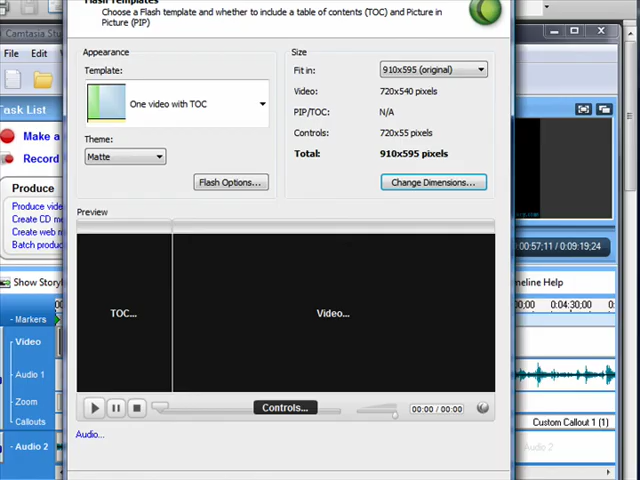 Flash Templates
Choose a Flash template and whether to include a table of contents (TOC) and Picture in
Picture (PIP)
Camtasia Studio
File
Edit
Appearance
Template:
One video with TOC
Theme:
Matte
Flash Options...
Size
Fit in:
910x595 (original)
Video:
720x540 pixels
PIP/TOC:
N/A
Controls:
720x55 pixels
Total:
910x595 pixels
Change Dimensions...
Task List
Make a
Record
Produce
Produce vide
Create CD m
Create web m
Batch produc
Preview
TOC...
Video...
Controls...
00:00 / 00:00
Audio...
00:57;11 / 0:09:19;24
Show Story
meline Help
00;00
0:04:30;00
0:
- Markers
Video
Audio 1
Zoom
Callouts
- Audio 2
Custom Callout 1 (1)
Audio 2